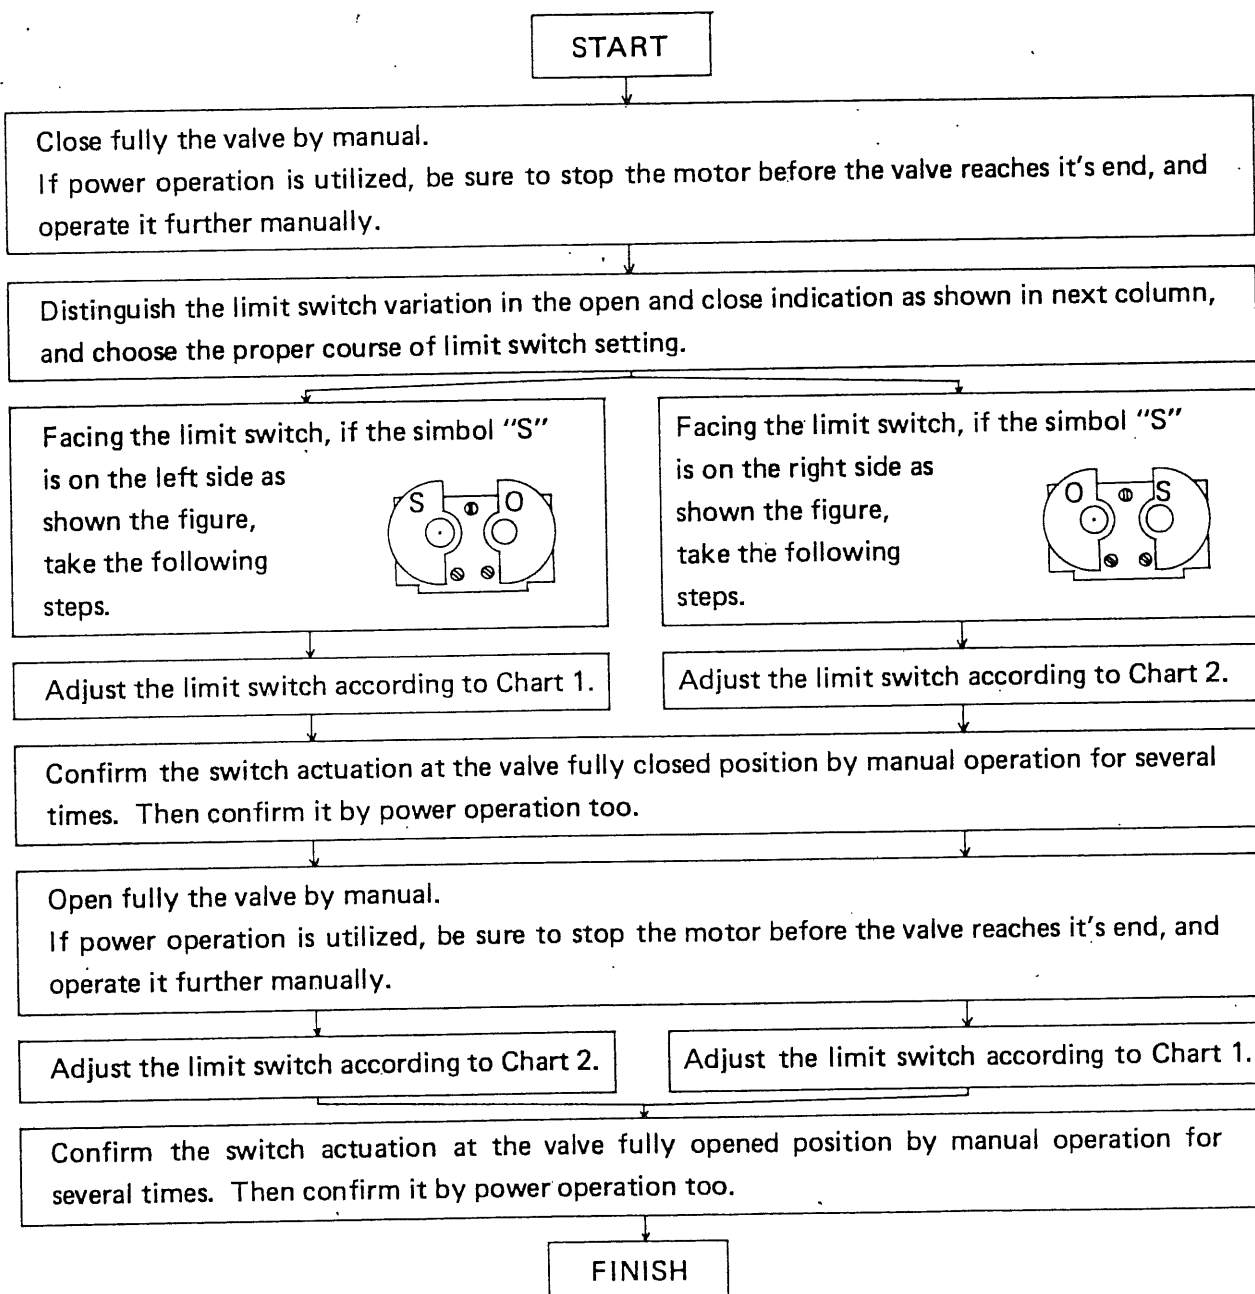 START
Close fully the valve by manual.
If power operation is utilized, be sure to stop the motor before the valve reaches it's end, and
operate it further manually.
Distinguish the limit switch variation in the open and close indication as shown in next column,
and choose the proper course of limit switch setting.
Facing the limit switch, if the simbol "S"
is on the left side as
shown the figure,
take the following
steps.
S O
Facing the limit switch, if the simbol "S"
is on the right side as
shown the figure,
take the following
steps.
O S
Adjust the limit switch according to Chart 1.
Adjust the limit switch according to Chart 2.
Confirm the switch actuation at the valve fully closed position by manual operation for several
times. Then confirm it by power operation too.
Open fully the valve by manual.
If power operation is utilized, be sure to stop the motor before the valve reaches it's end, and
operate it further manually.
Adjust the limit switch according to Chart 2.
Adjust the limit switch according to Chart 1.
Confirm the switch actuation at the valve fully opened position by manual operation for
several times. Then confirm it by power operation too.
FINISH